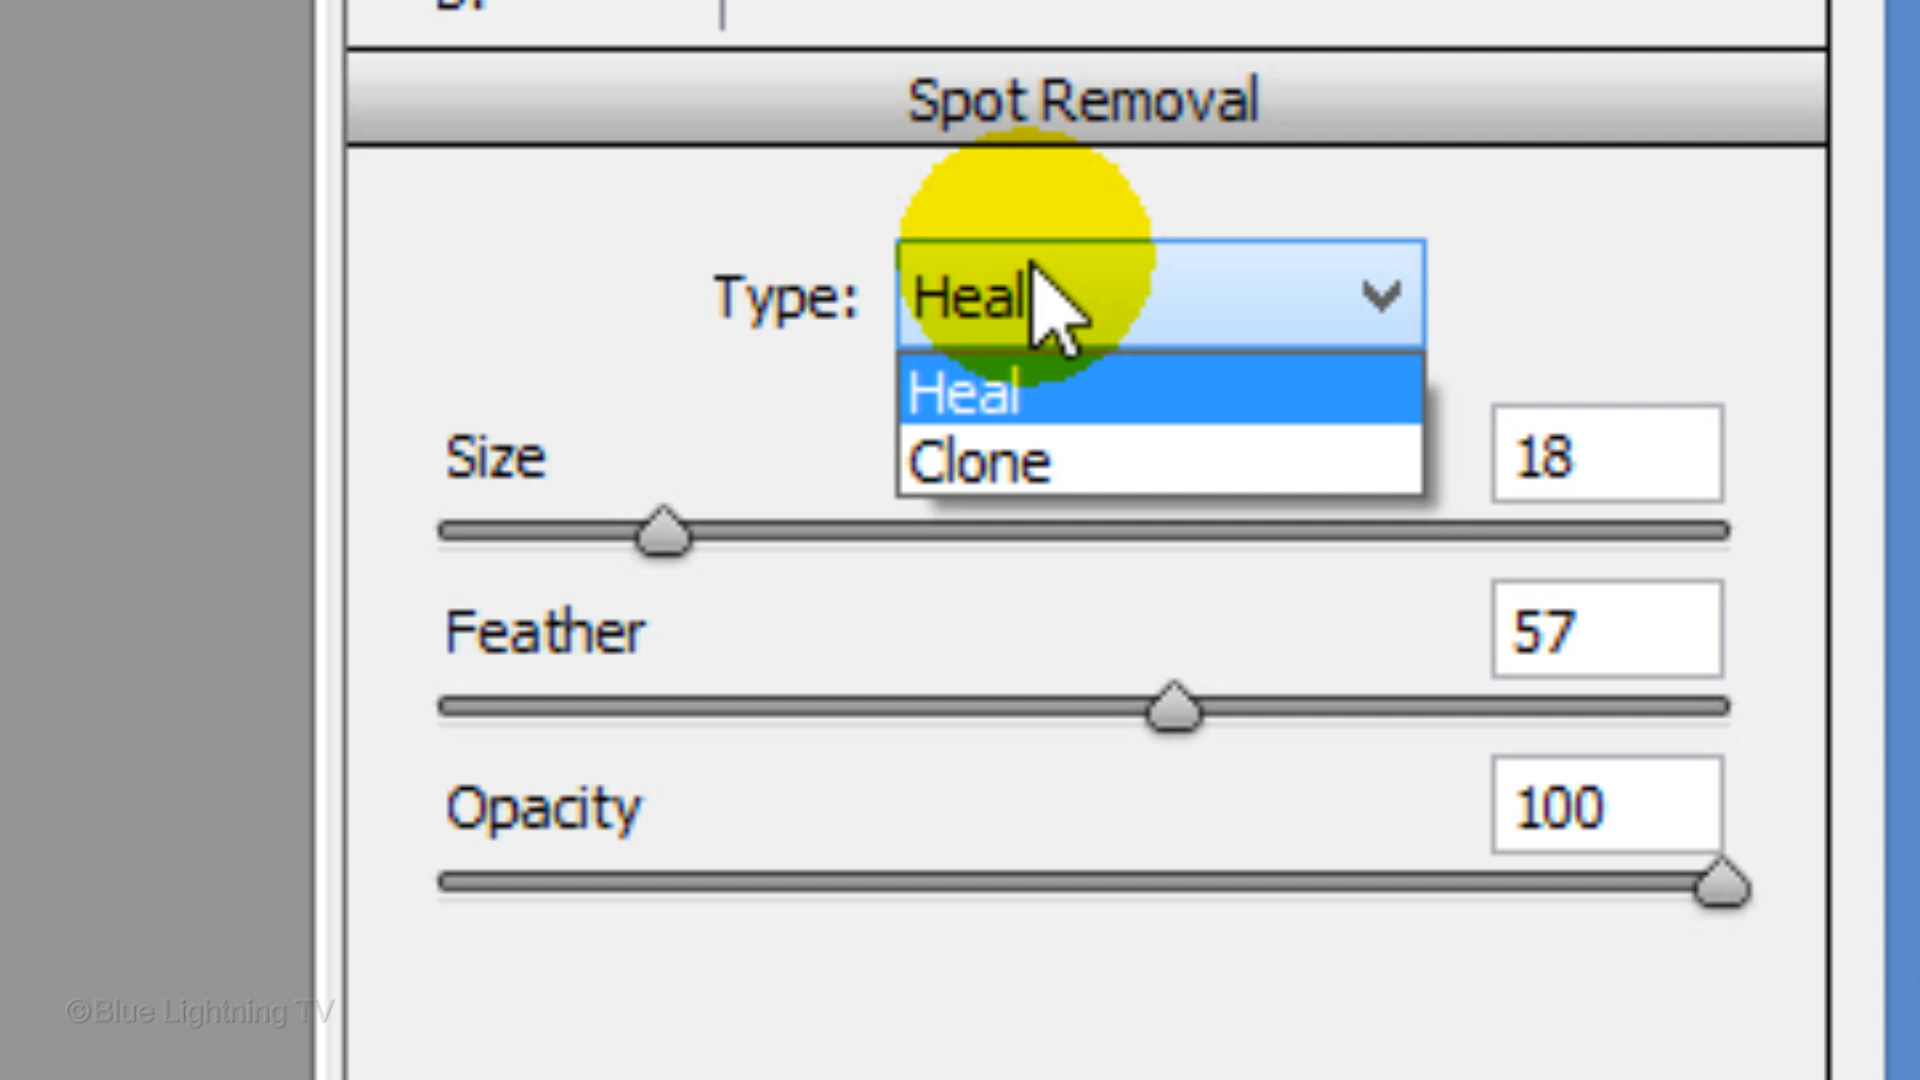 Spot Removal
Type: Heal
Heal
Clone
Size 18
Feather 57
Opacity 100
©Blue Lightning TV